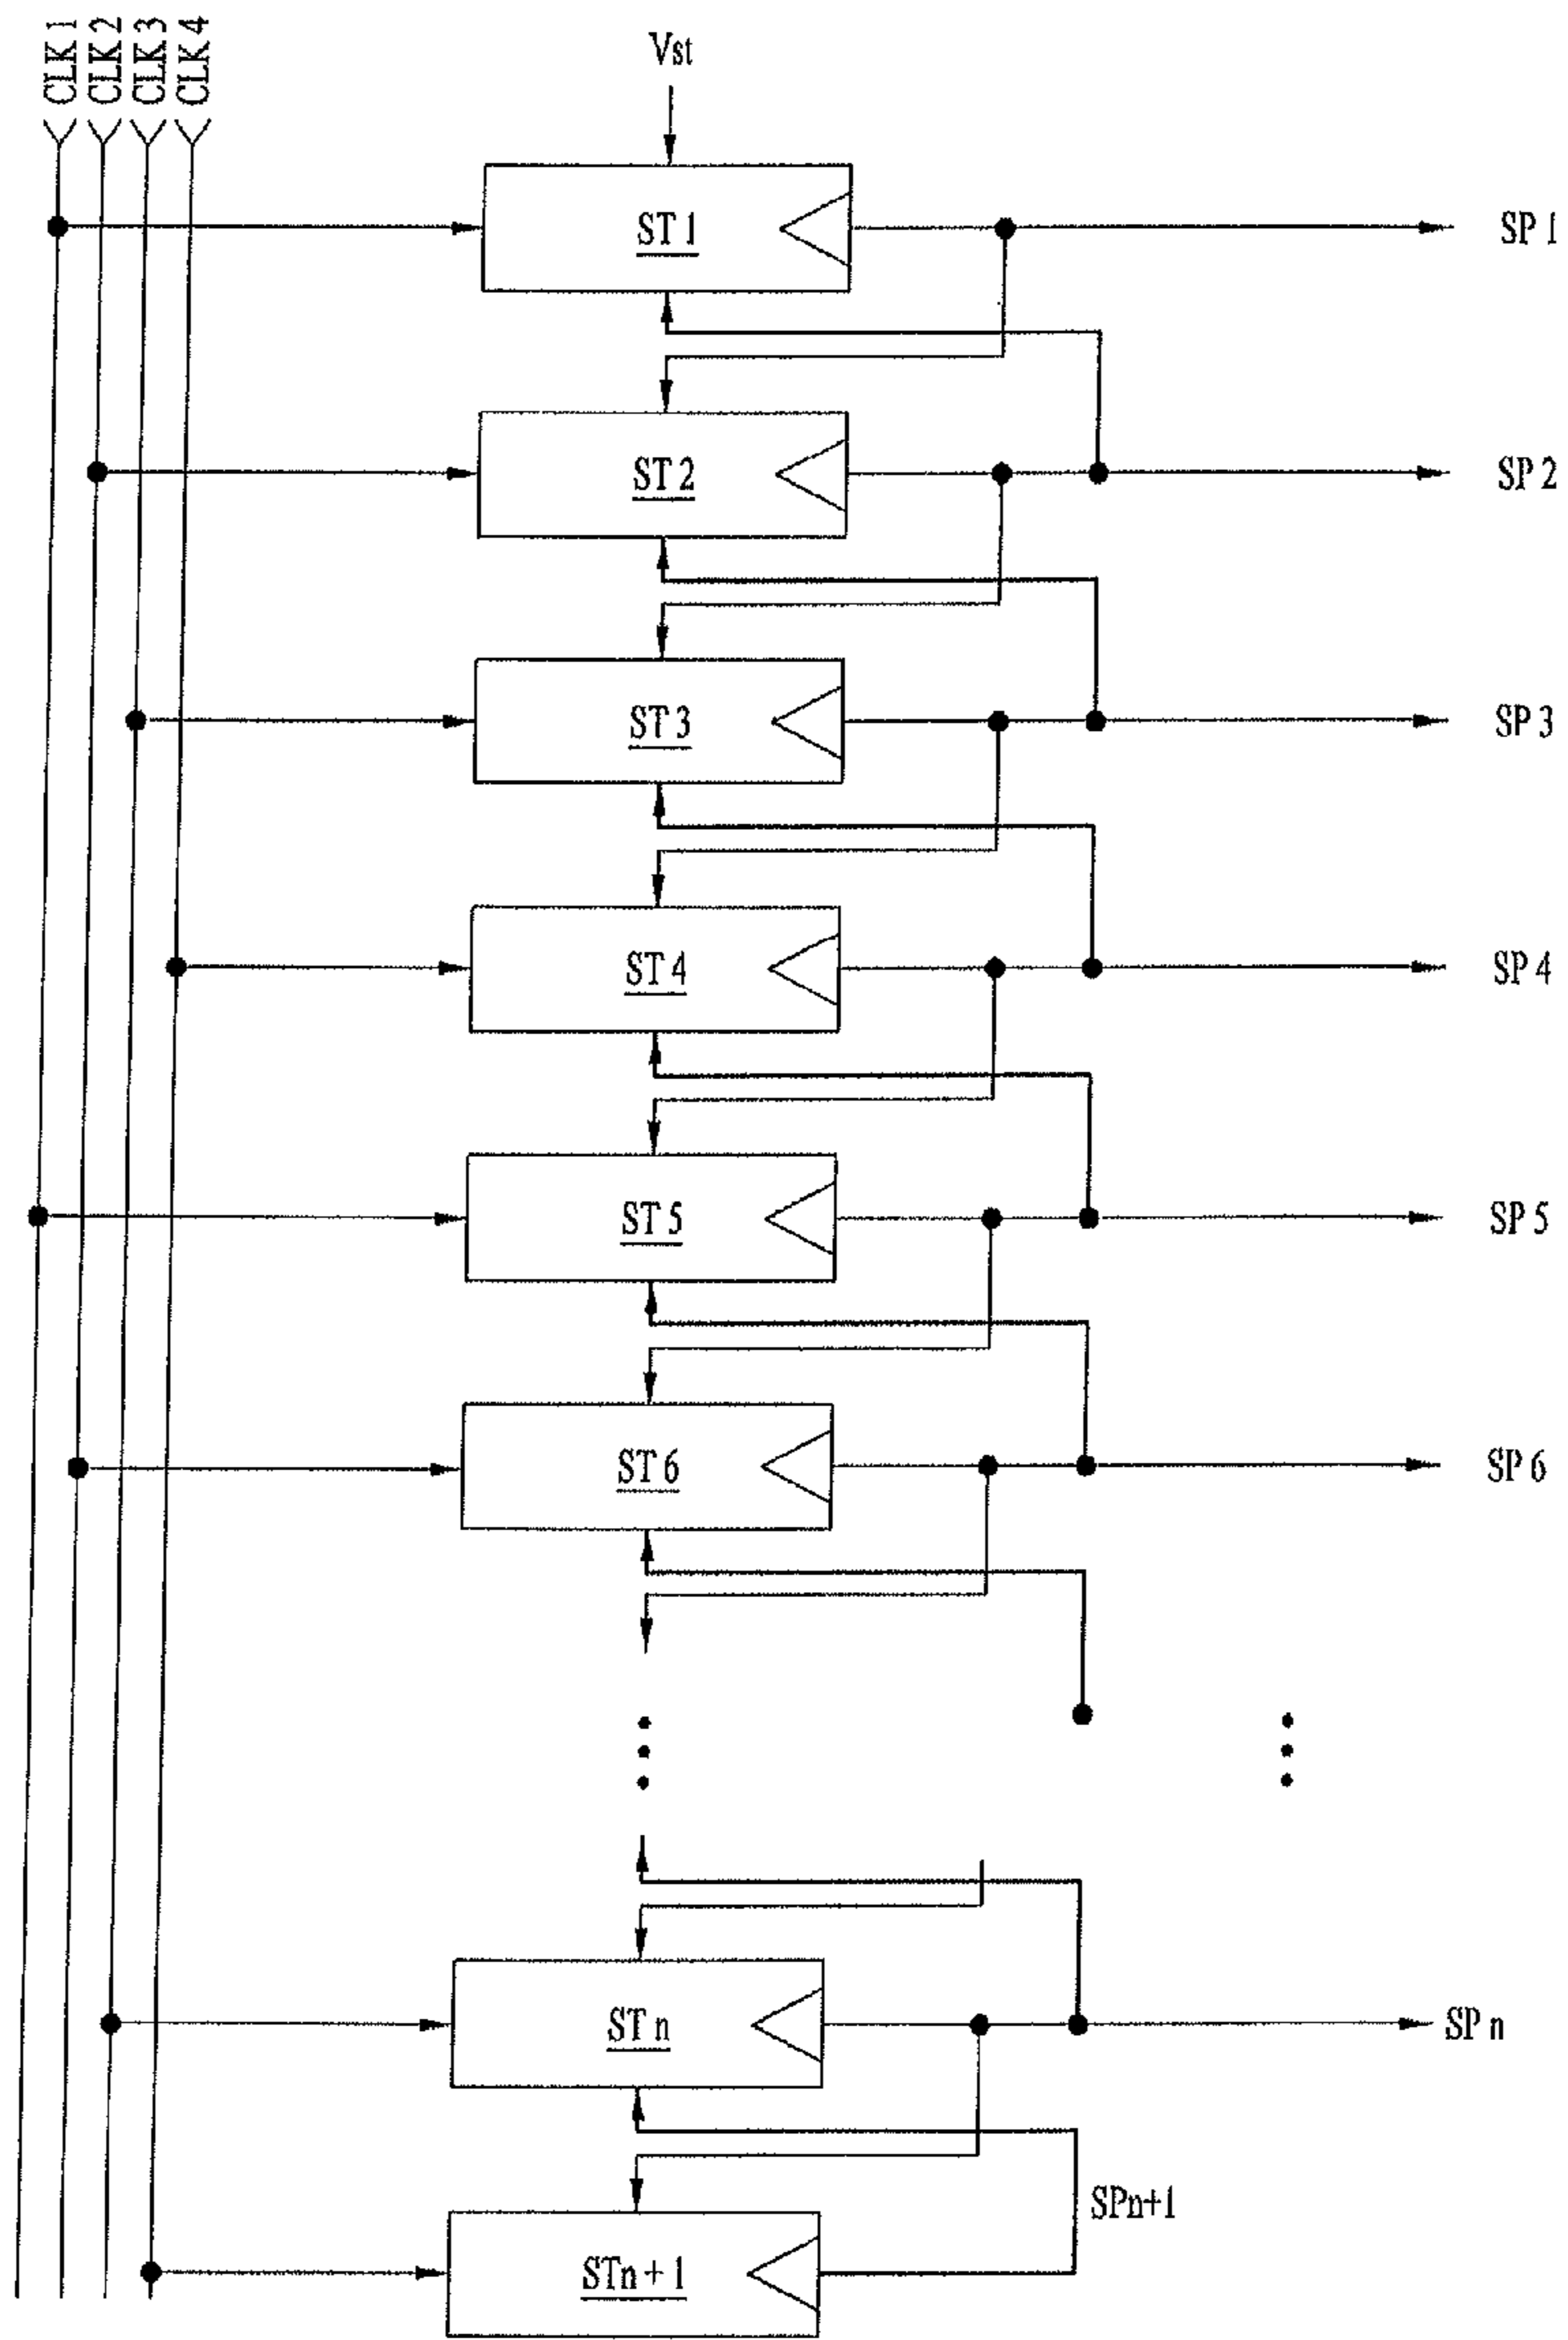 CLK 1
CLK 2
CLK 3
CLK 4
Vst
ST 1
SP 1
ST 2
SP 2
ST 3
SP 3
ST 4
SP 4
ST 5
SP 5
ST 6
SP 6
ST n
SP n
SPn+1
STn + 1